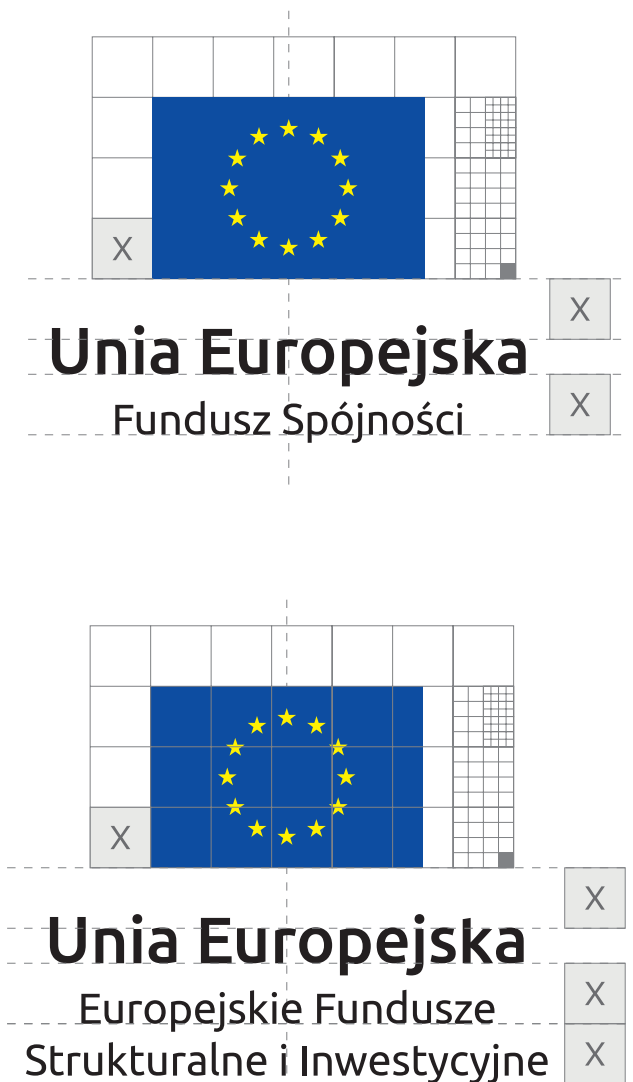 X
X
Unia Europejska
X
Fundusz Spójności
X
X
Unia Europejska
X
Europejskie Fundusze
X
Strukturalne i Inwestycyjne